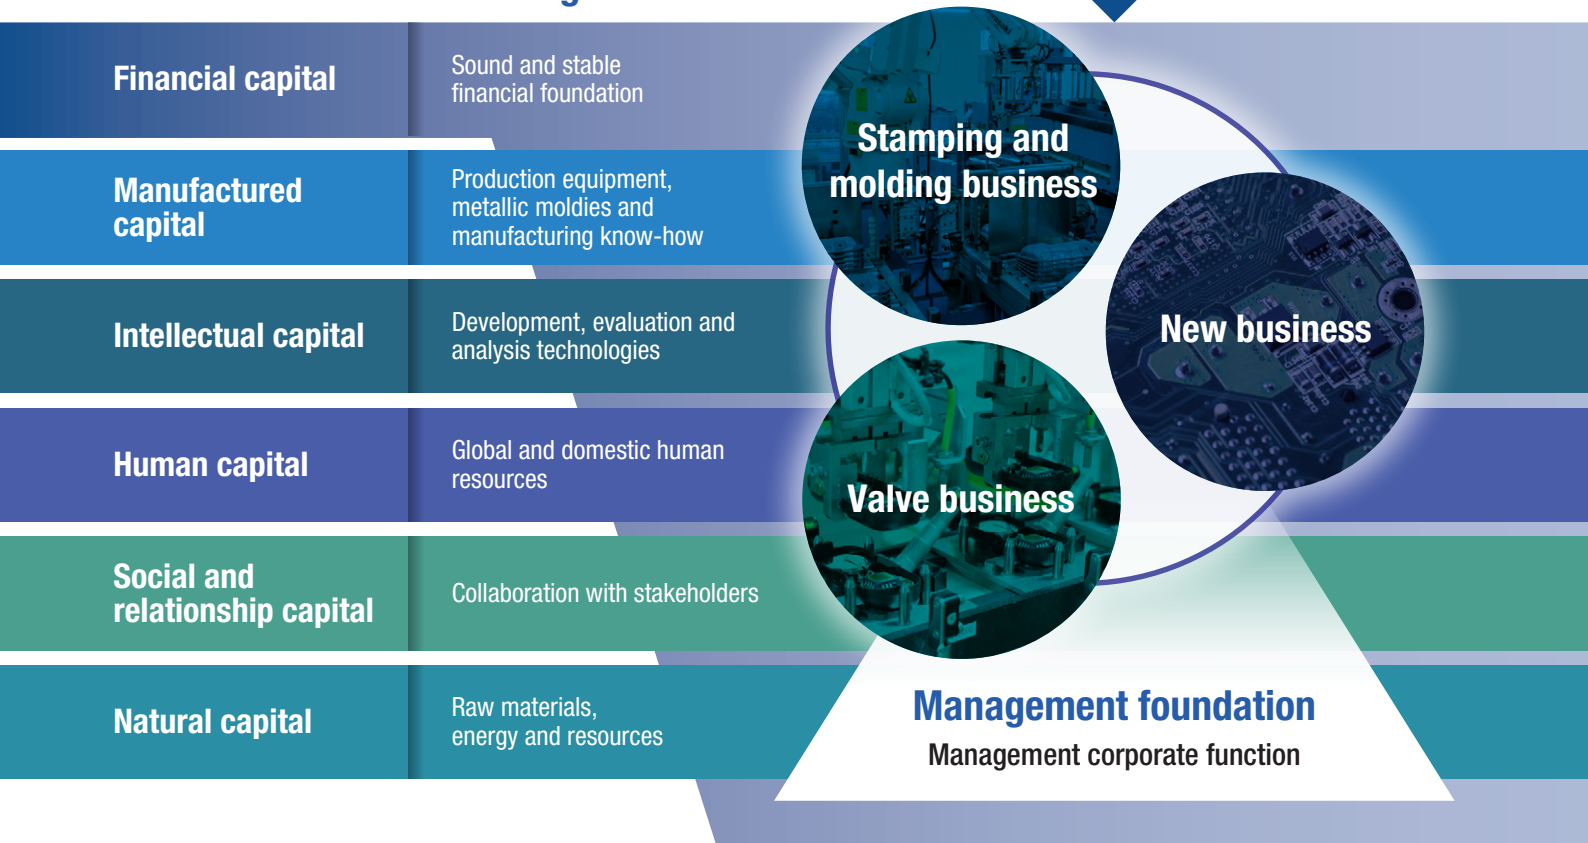 Financial capital
Sound and stable
financial foundation
Manufactured
capital
Production equipment,
metallic moldies and
manufacturing know-how
Intellectual capital
Development, evaluation and
analysis technologies
Human capital
Global and domestic human
resources
Social and
relationship capital
Collaboration with stakeholders
Natural capital
Raw materials,
energy and resources
Stamping and
molding business
New business
Valve business
Management foundation
Management corporate function